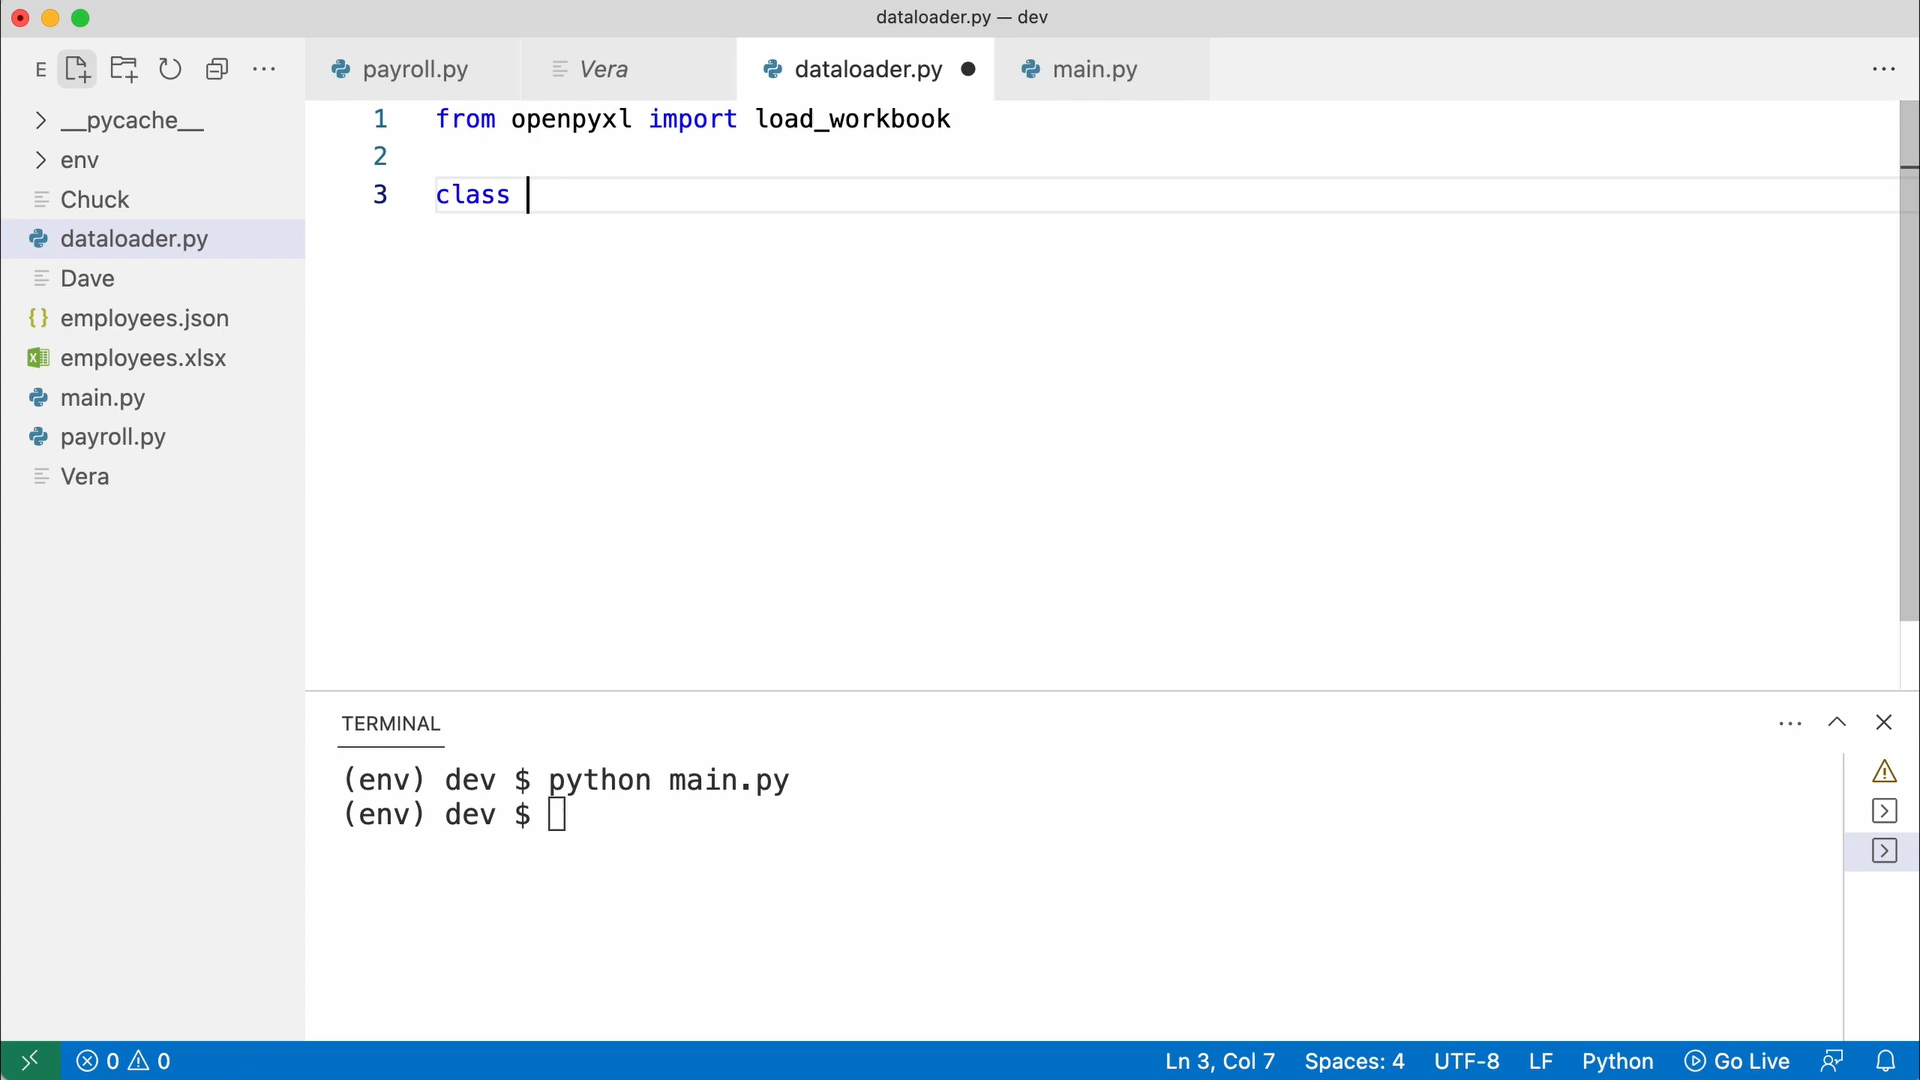 dataloader.py — dev
E
payroll.py
Vera
dataloader.py
main.py
__pycache__
env
Chuck
dataloader.py
Dave
employees.json
employees.xlsx
main.py
payroll.py
Vera
1 from openpyxl import load_workbook
2
3 class
TERMINAL
(env) dev $ python main.py
(env) dev $
0 0
Ln 3, Col 7 Spaces: 4 UTF-8 LF Python Go Live